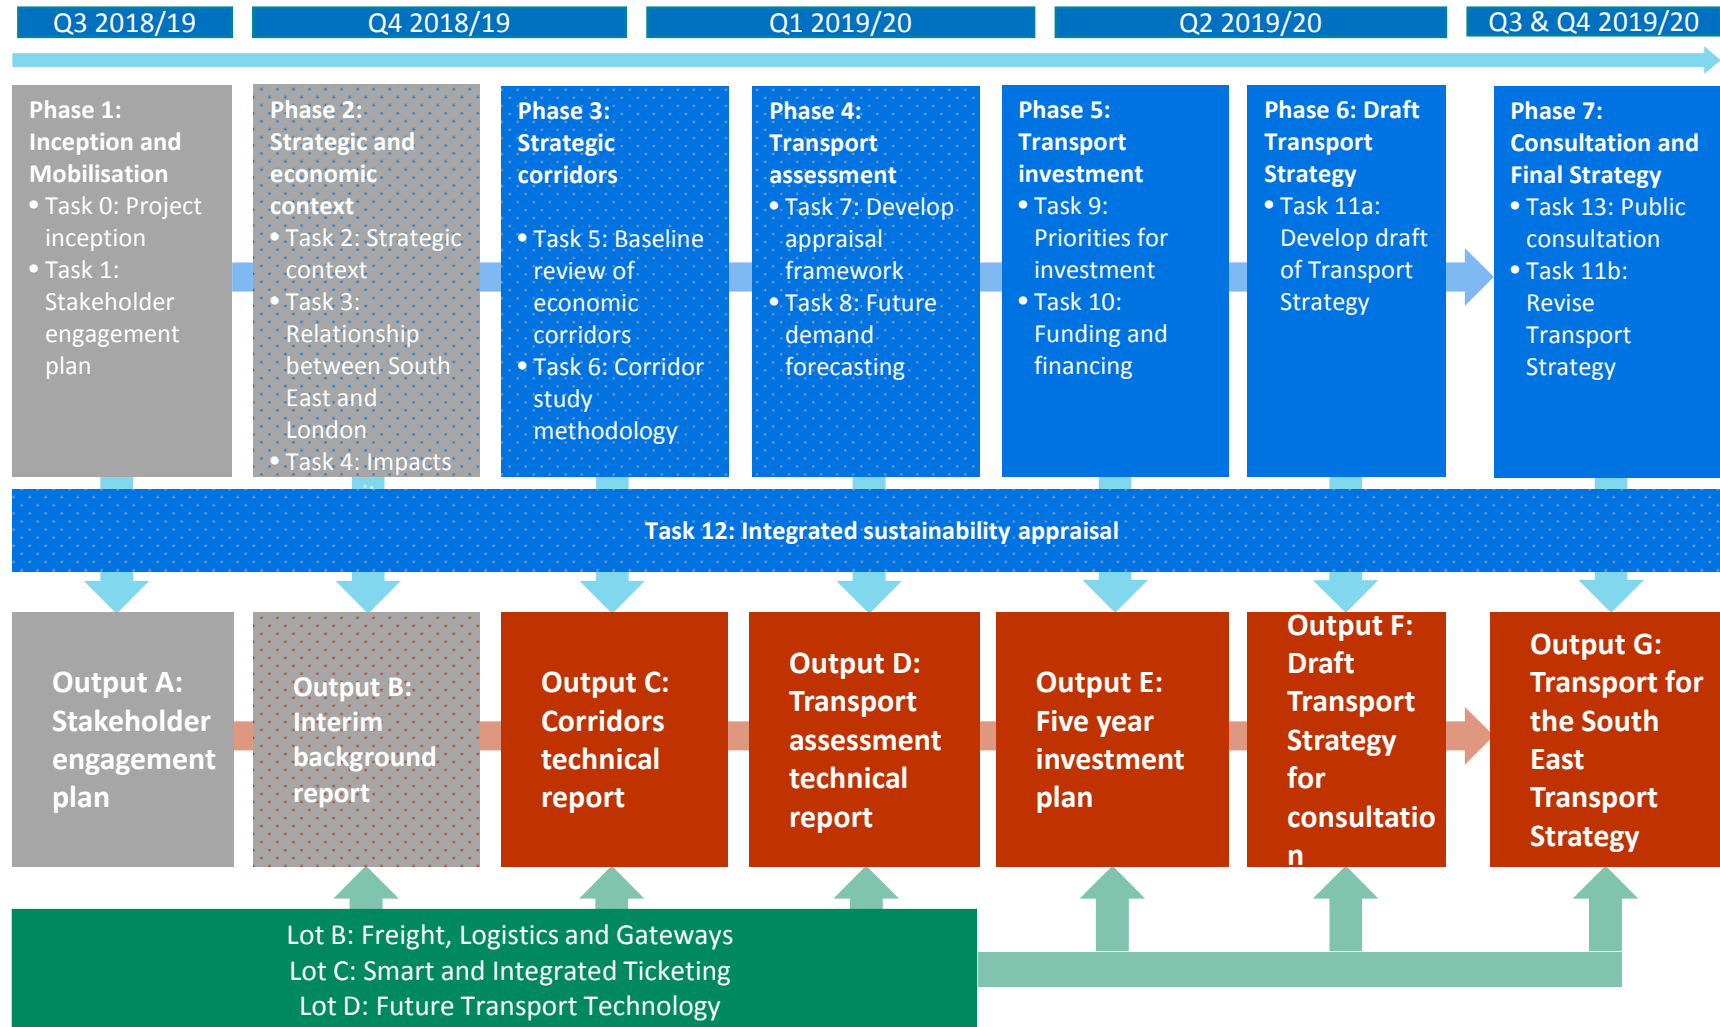 Q3 2018/19
Q4 2018/19
Q1 2019/20
Q2 2019/20
Q3 & Q4 2019/20
Phase 1:
Inception and
Mobilisation
• Task 0: Project
inception
• Task 1:
Stakeholder
engagement
plan
Phase 2:
Strategic and
economic
context
• Task 2: Strategic
context
• Task 3:
Relationship
between South
East and
London
• Task 4: Impacts
Phase 3:
Strategic
corridors
• Task 5: Baseline
review of
economic
corridors
• Task 6: Corridor
study
methodology
Phase 4:
Transport
assessment
• Task 7: Develop
appraisal
framework
• Task 8: Future
demand
forecasting
Phase 5:
Transport
investment
• Task 9:
Priorities for
investment
• Task 10:
Funding and
financing
Phase 6: Draft
Transport
Strategy
• Task 11a:
Develop draft
of Transport
Strategy
Phase 7:
Consultation and
Final Strategy
• Task 13: Public
consultation
• Task 11b:
Revise
Transport
Strategy
Task 12: Integrated sustainability appraisal
Output A:
Stakeholder
engagement
plan
Output B:
Interim
background
report
Output C:
Corridors
technical
report
Output D:
Transport
assessment
technical
report
Output E:
Five year
investment
plan
Output F:
Draft
Transport
Strategy
for
consultatio
n
Output G:
Transport for
the South
East
Transport
Strategy
Lot B: Freight, Logistics and Gateways
Lot C: Smart and Integrated Ticketing
Lot D: Future Transport Technology